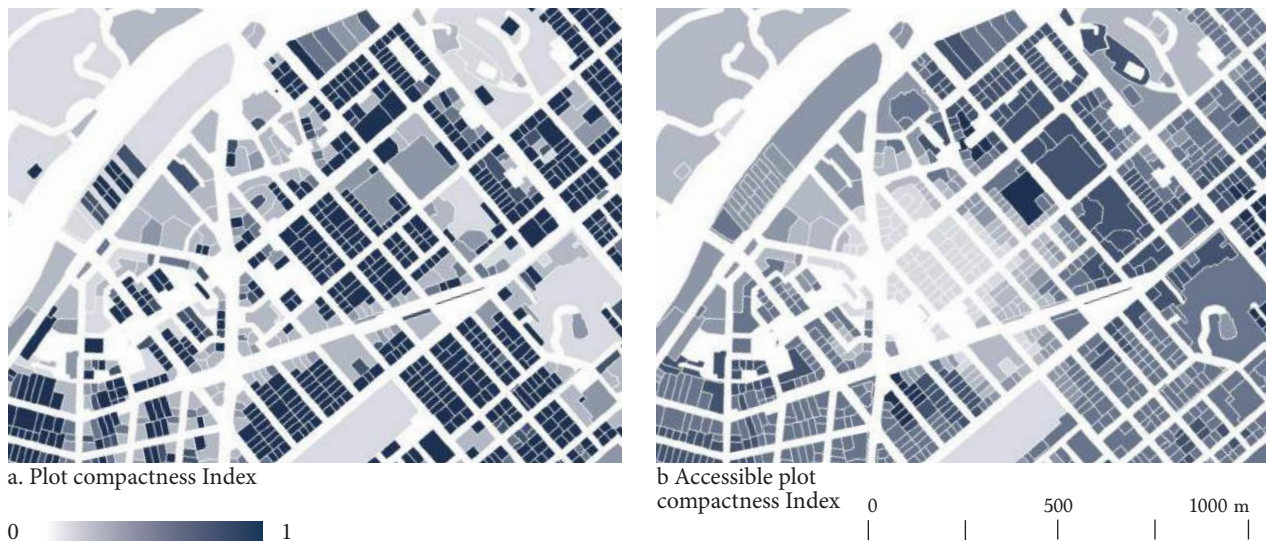 a. Plot compactness Index
b Accessible plot
compactness Index
0 1
0 500 1000 m